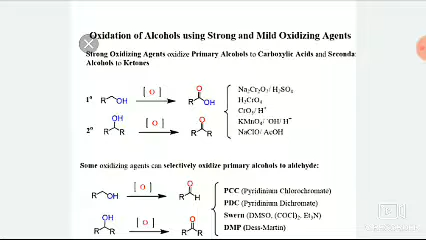 Oxidation of Alcohols using Strong and Mild Oxidizing Agents
Strong Oxidizing Agents oxidize Primary Alcohols to Carboxylic Acids and Seconda
Alcohols to Ketones
1° R OH [ O ] R O OH
2° OH R R [ O ] O R R
Na₂Cr₂O₇/ H₂SO₄
H₂CrO₄
CrO₃/ H⁺
KMnO₄/ ⁻OH/ H⁺
NaClO/ AcOH
Some oxidizing agents can selectively oxidize primary alcohols to aldehyde:
R OH [ O ] R O H
OH R R [ O ] O R R
PCC (Pyridinium Chlorochromate)
PDC (Pyridinium Dichromate)
Swern (DMSO, (COCl)₂, Et₃N)
DMP (Dess-Martin)